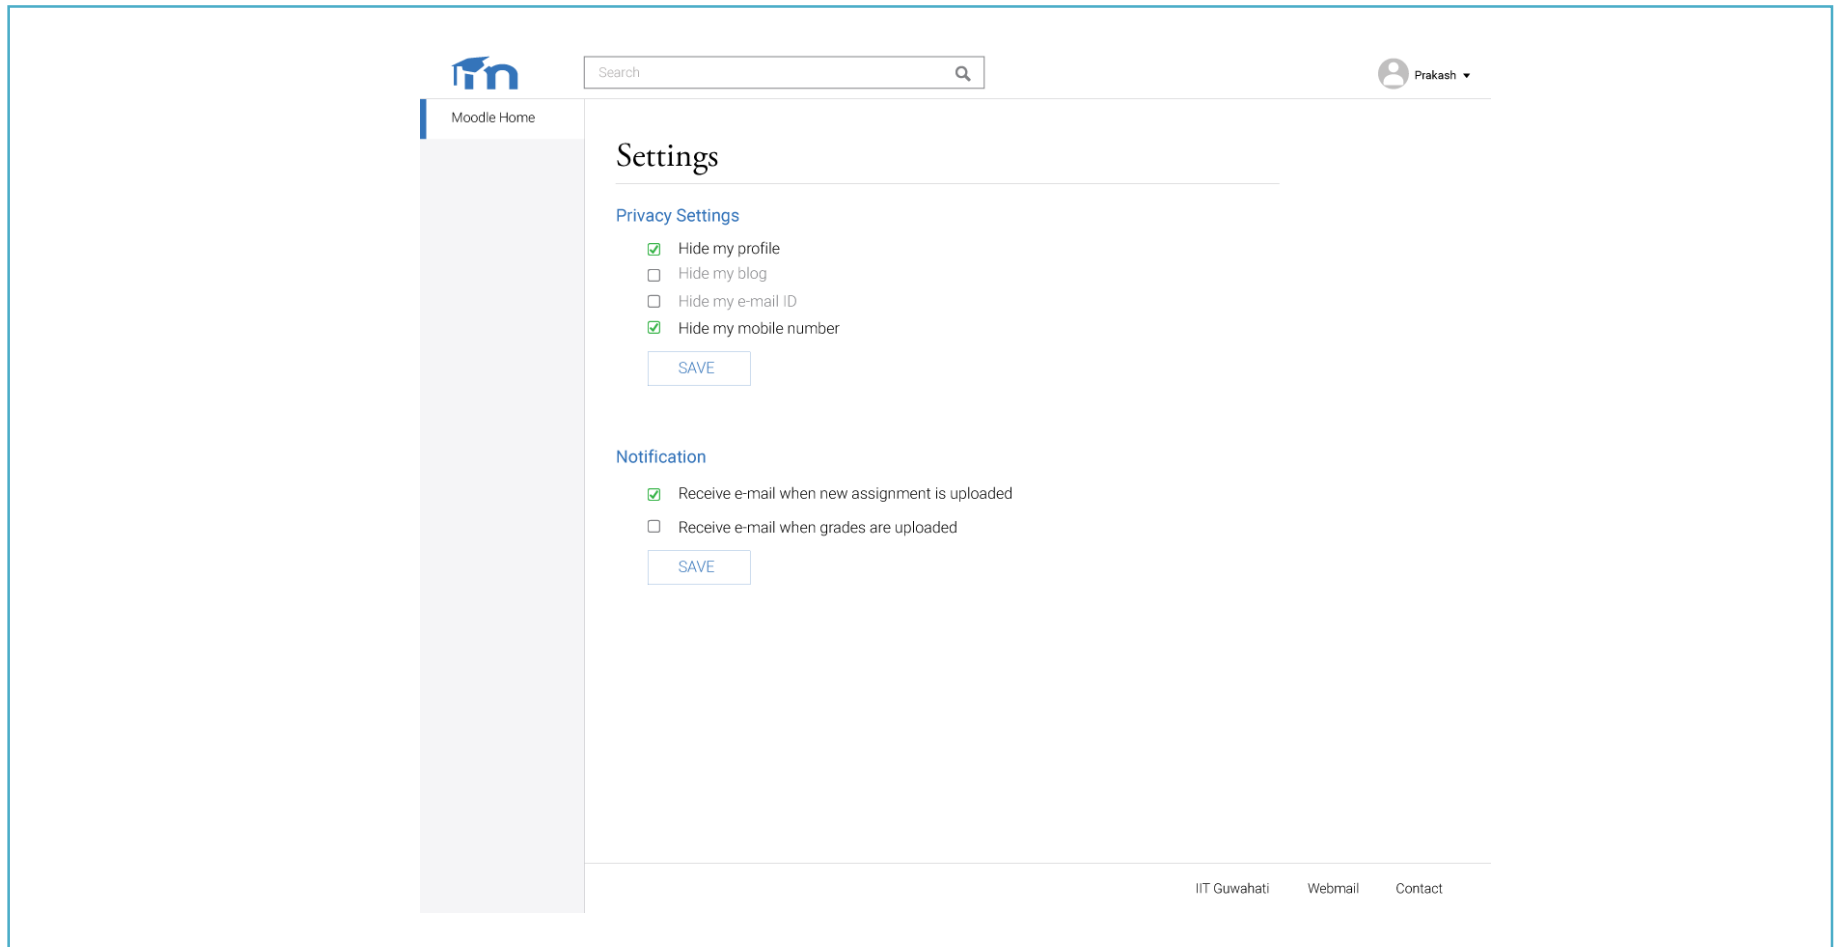 Search
Prakash
Moodle Home
Settings
Privacy Settings
Hide my profile
Hide my blog
Hide my e-mail ID
Hide my mobile number
SAVE
Notification
Receive e-mail when new assignment is uploaded
Receive e-mail when grades are uploaded
SAVE
IIT Guwahati Webmail Contact